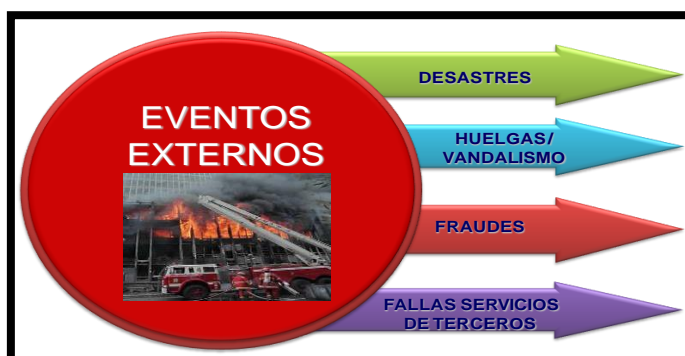 EVENTOS
EXTERNOS
DESASTRES
HUELGAS/
VANDALISMO
FRAUDES
FALLAS SERVICIOS
DE TERCEROS